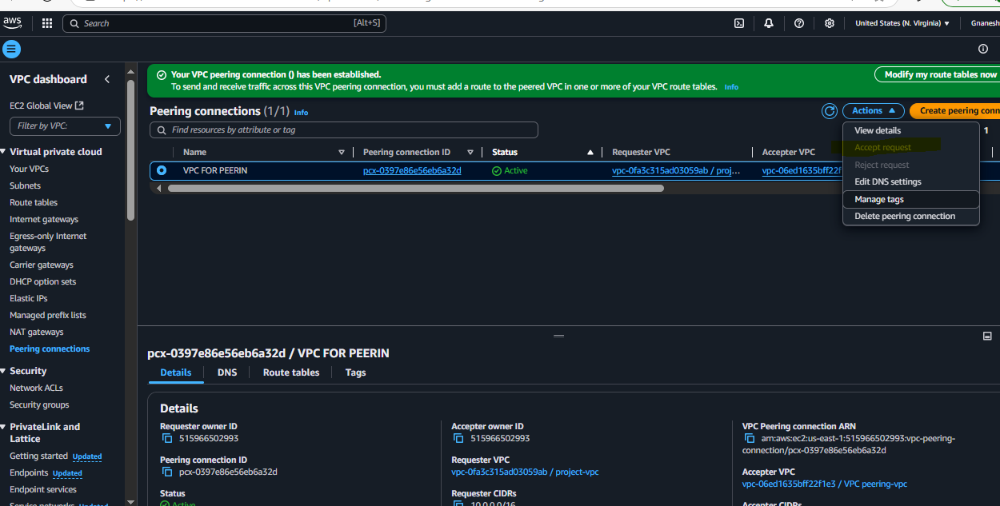 aws
Search [Alt+S]
United States (N. Virginia) ▼ Gnanesh
VPC dashboard
EC2 Global View
Filter by VPC:
Virtual private cloud
Your VPCs
Subnets
Route tables
Internet gateways
Egress-only Internet
gateways
Carrier gateways
DHCP option sets
Elastic IPs
Managed prefix lists
NAT gateways
Peering connections
Security
Network ACLs
Security groups
PrivateLink and
Lattice
Getting started Updated
Endpoints Updated
Endpoint services
Service networks Updated
Your VPC peering connection () has been established.
To send and receive traffic across this VPC peering connection, you must add a route to the peered VPC in one or more of your VPC route tables. Info
Modify my route tables now
Peering connections (1/1) Info
Actions
Create peering conn
Find resources by attribute or tag
1
View details
Accept request
Reject request
Edit DNS settings
Manage tags
Delete peering connection
Name Peering connection ID Status Requester VPC Accepter VPC
VPC FOR PEERIN pcx-0397e86e56eb6a32d Active vpc-0fa3c315ad03059ab / proj... vpc-06ed1635bff22f
pcx-0397e86e56eb6a32d / VPC FOR PEERIN
Details DNS Route tables Tags
Details
Requester owner ID
515966502993
Peering connection ID
pcx-0397e86e56eb6a32d
Status
Active
Accepter owner ID
515966502993
Requester VPC
vpc-0fa3c315ad03059ab / project-vpc
Requester CIDRs
10.0.0.0/16
VPC Peering connection ARN
arn:aws:ec2:us-east-1:515966502993:vpc-peering-
connection/pcx-0397e86e56eb6a32d
Accepter VPC
vpc-06ed1635bff22f1e3 / VPC peering-vpc
Accepter CIDRs